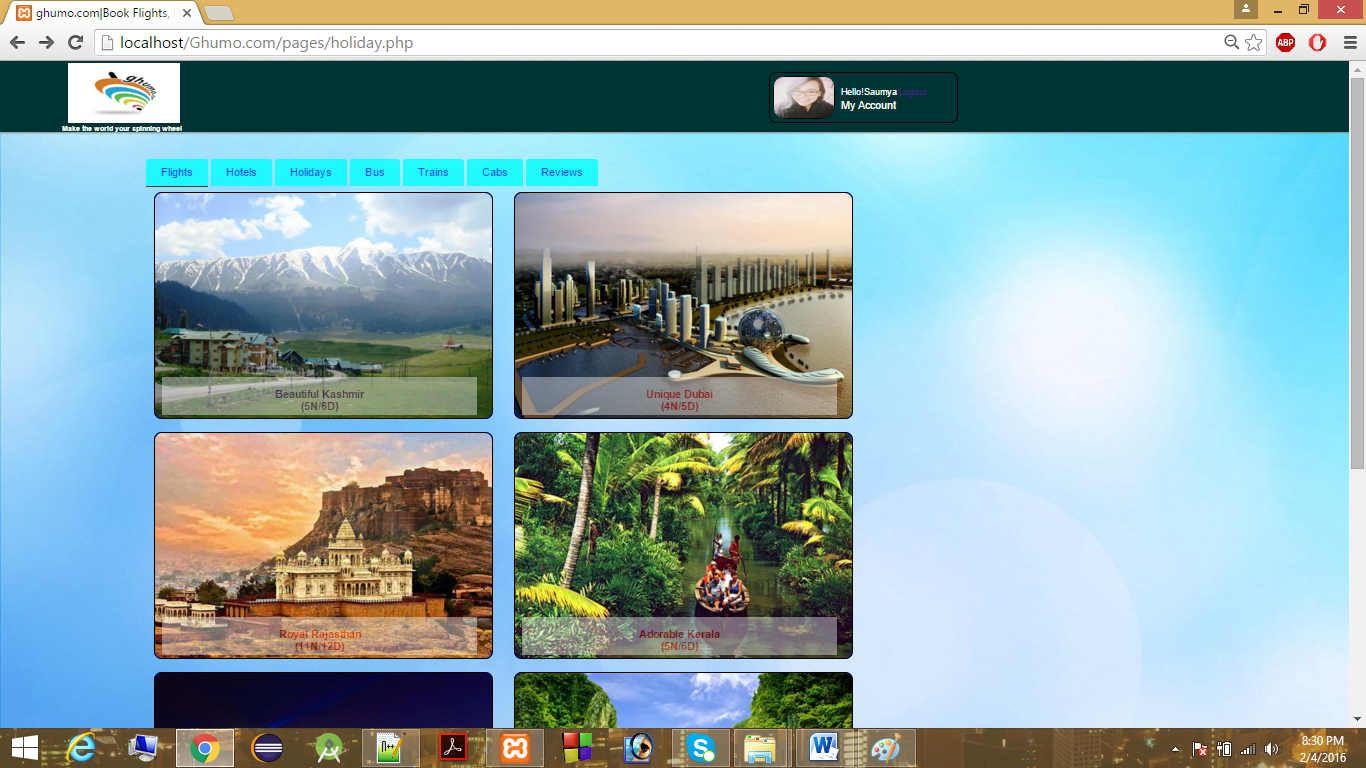 ghumo.com|Book Flights,
localhost/Ghumo.com/pages/holiday.php
ABP
ghumo
Make the world your spinning wheel
Hello!Saumya Logout
My Account
Flights Hotels Holidays Bus Trains Cabs Reviews
Beautiful Kashmir
(5N/6D)
Unique Dubai
(4N/5D)
Royal Rajasthan
(11N/12D)
Adorable Kerala
(5N/6D)
8:30 PM
2/4/2016